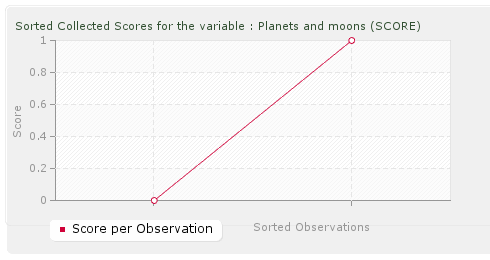 Sorted Collected Scores for the variable : Planets and moons (SCORE)
1
0.8
0.6
0.4
0.2
0
Score
Sorted Observations
Score per Observation